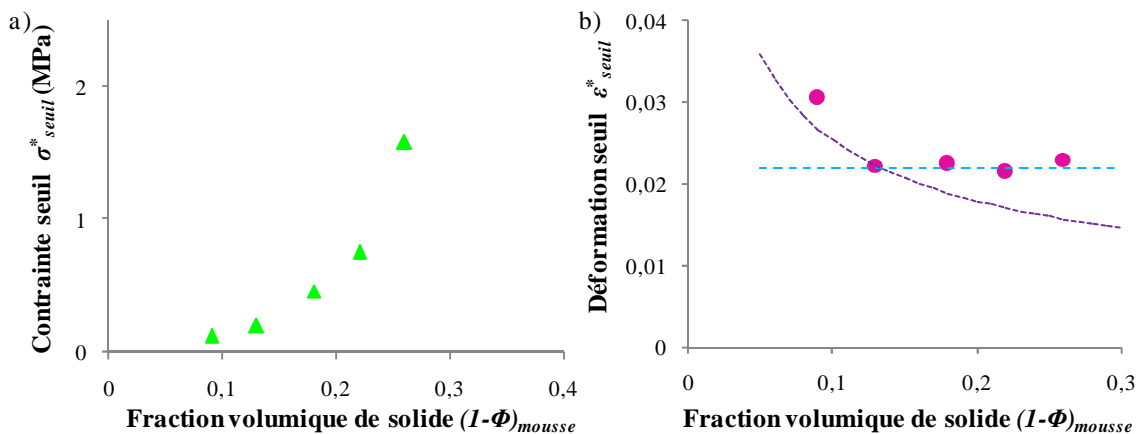 a)
Contrainte seuil σ*seuil (MPa)
2
1
0
0
0,1
0,2
0,3
0,4
Fraction volumique de solide (1-Φ)mousse
b)
Déformation seuil ε*seuil
0,04
0,03
0,02
0,01
0
0
0,1
0,2
0,3
Fraction volumique de solide (1-Φ)mousse